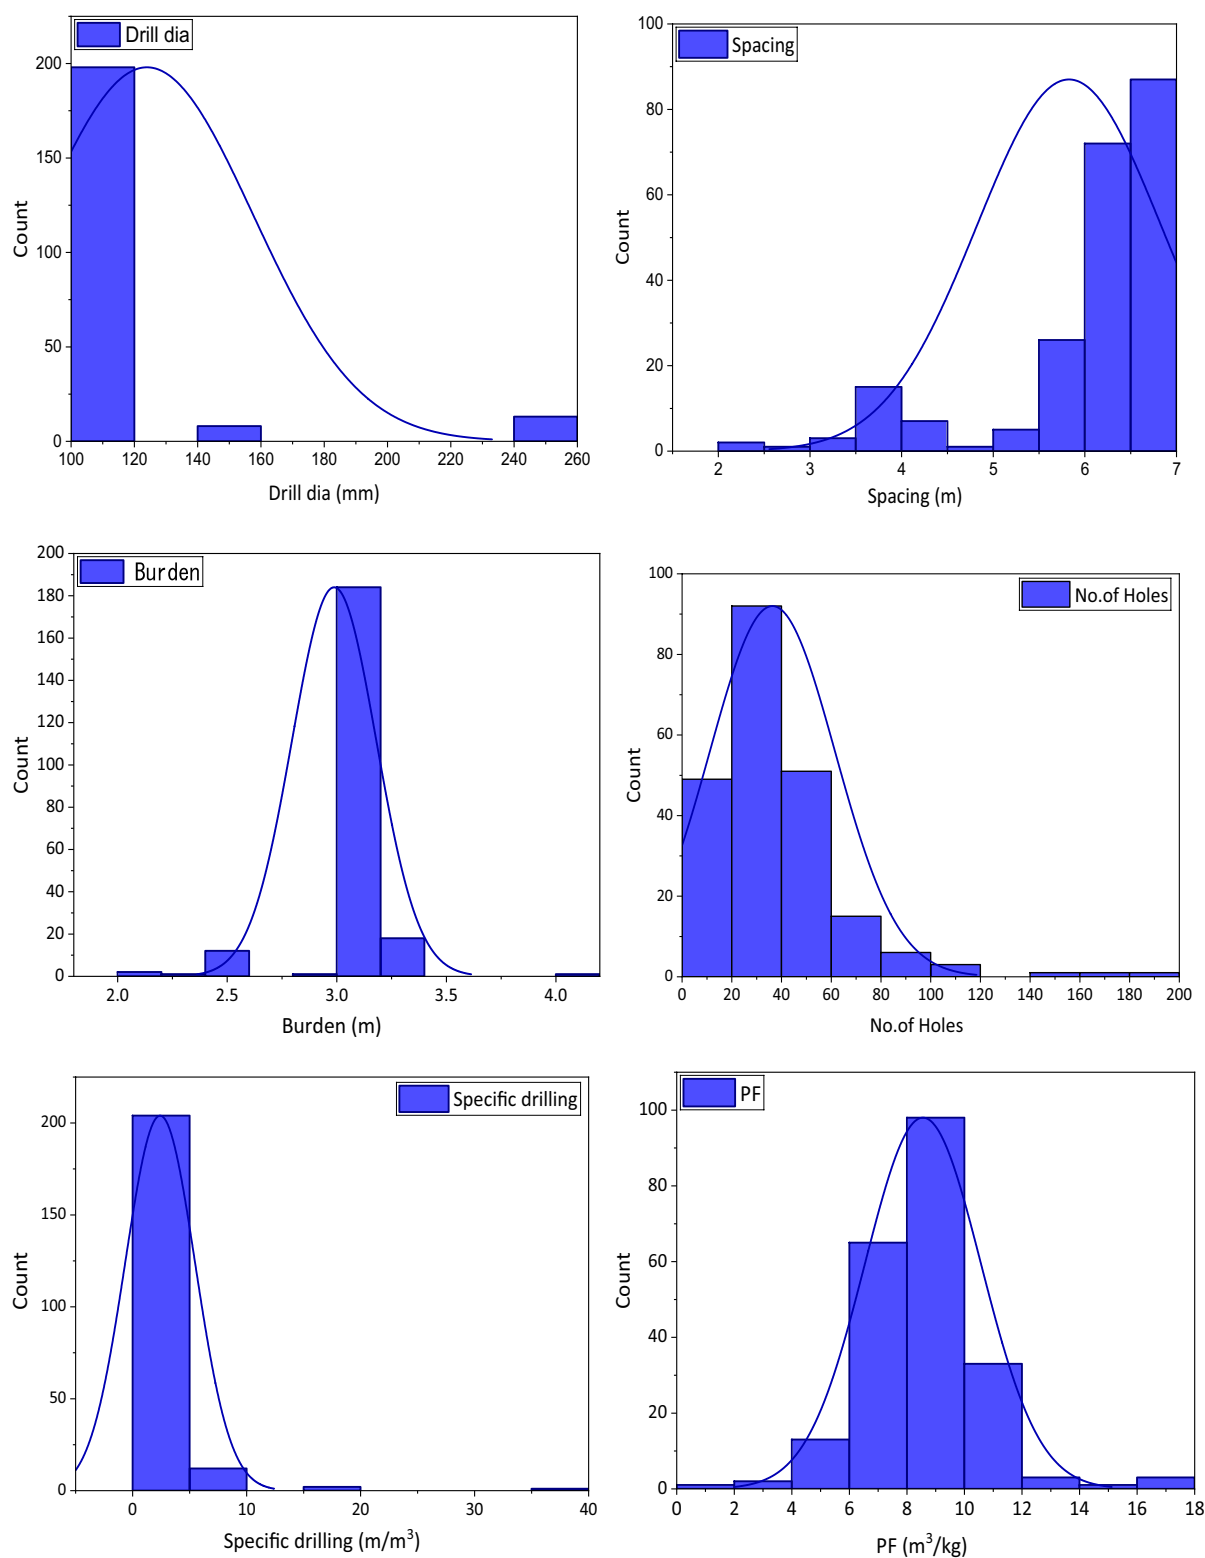 Drill dia
200
150
100
50
0
Count
100 120 140 160 180 200 220 240 260
Drill dia (mm)
Spacing
100
80
60
40
20
0
Count
2 3 4 5 6 7
Spacing (m)
Burden
200
180
160
140
120
100
80
60
40
20
0
Count
2.0 2.5 3.0 3.5 4.0
Burden (m)
No.of Holes
100
80
60
40
20
0
Count
0 20 40 60 80 100 120 140 160 180 200
No.of Holes
Specific drilling
200
150
100
50
0
Count
0 10 20 30 40
Specific drilling (m/m³)
PF
100
80
60
40
20
0
Count
0 2 4 6 8 10 12 14 16 18
PF (m³/kg)